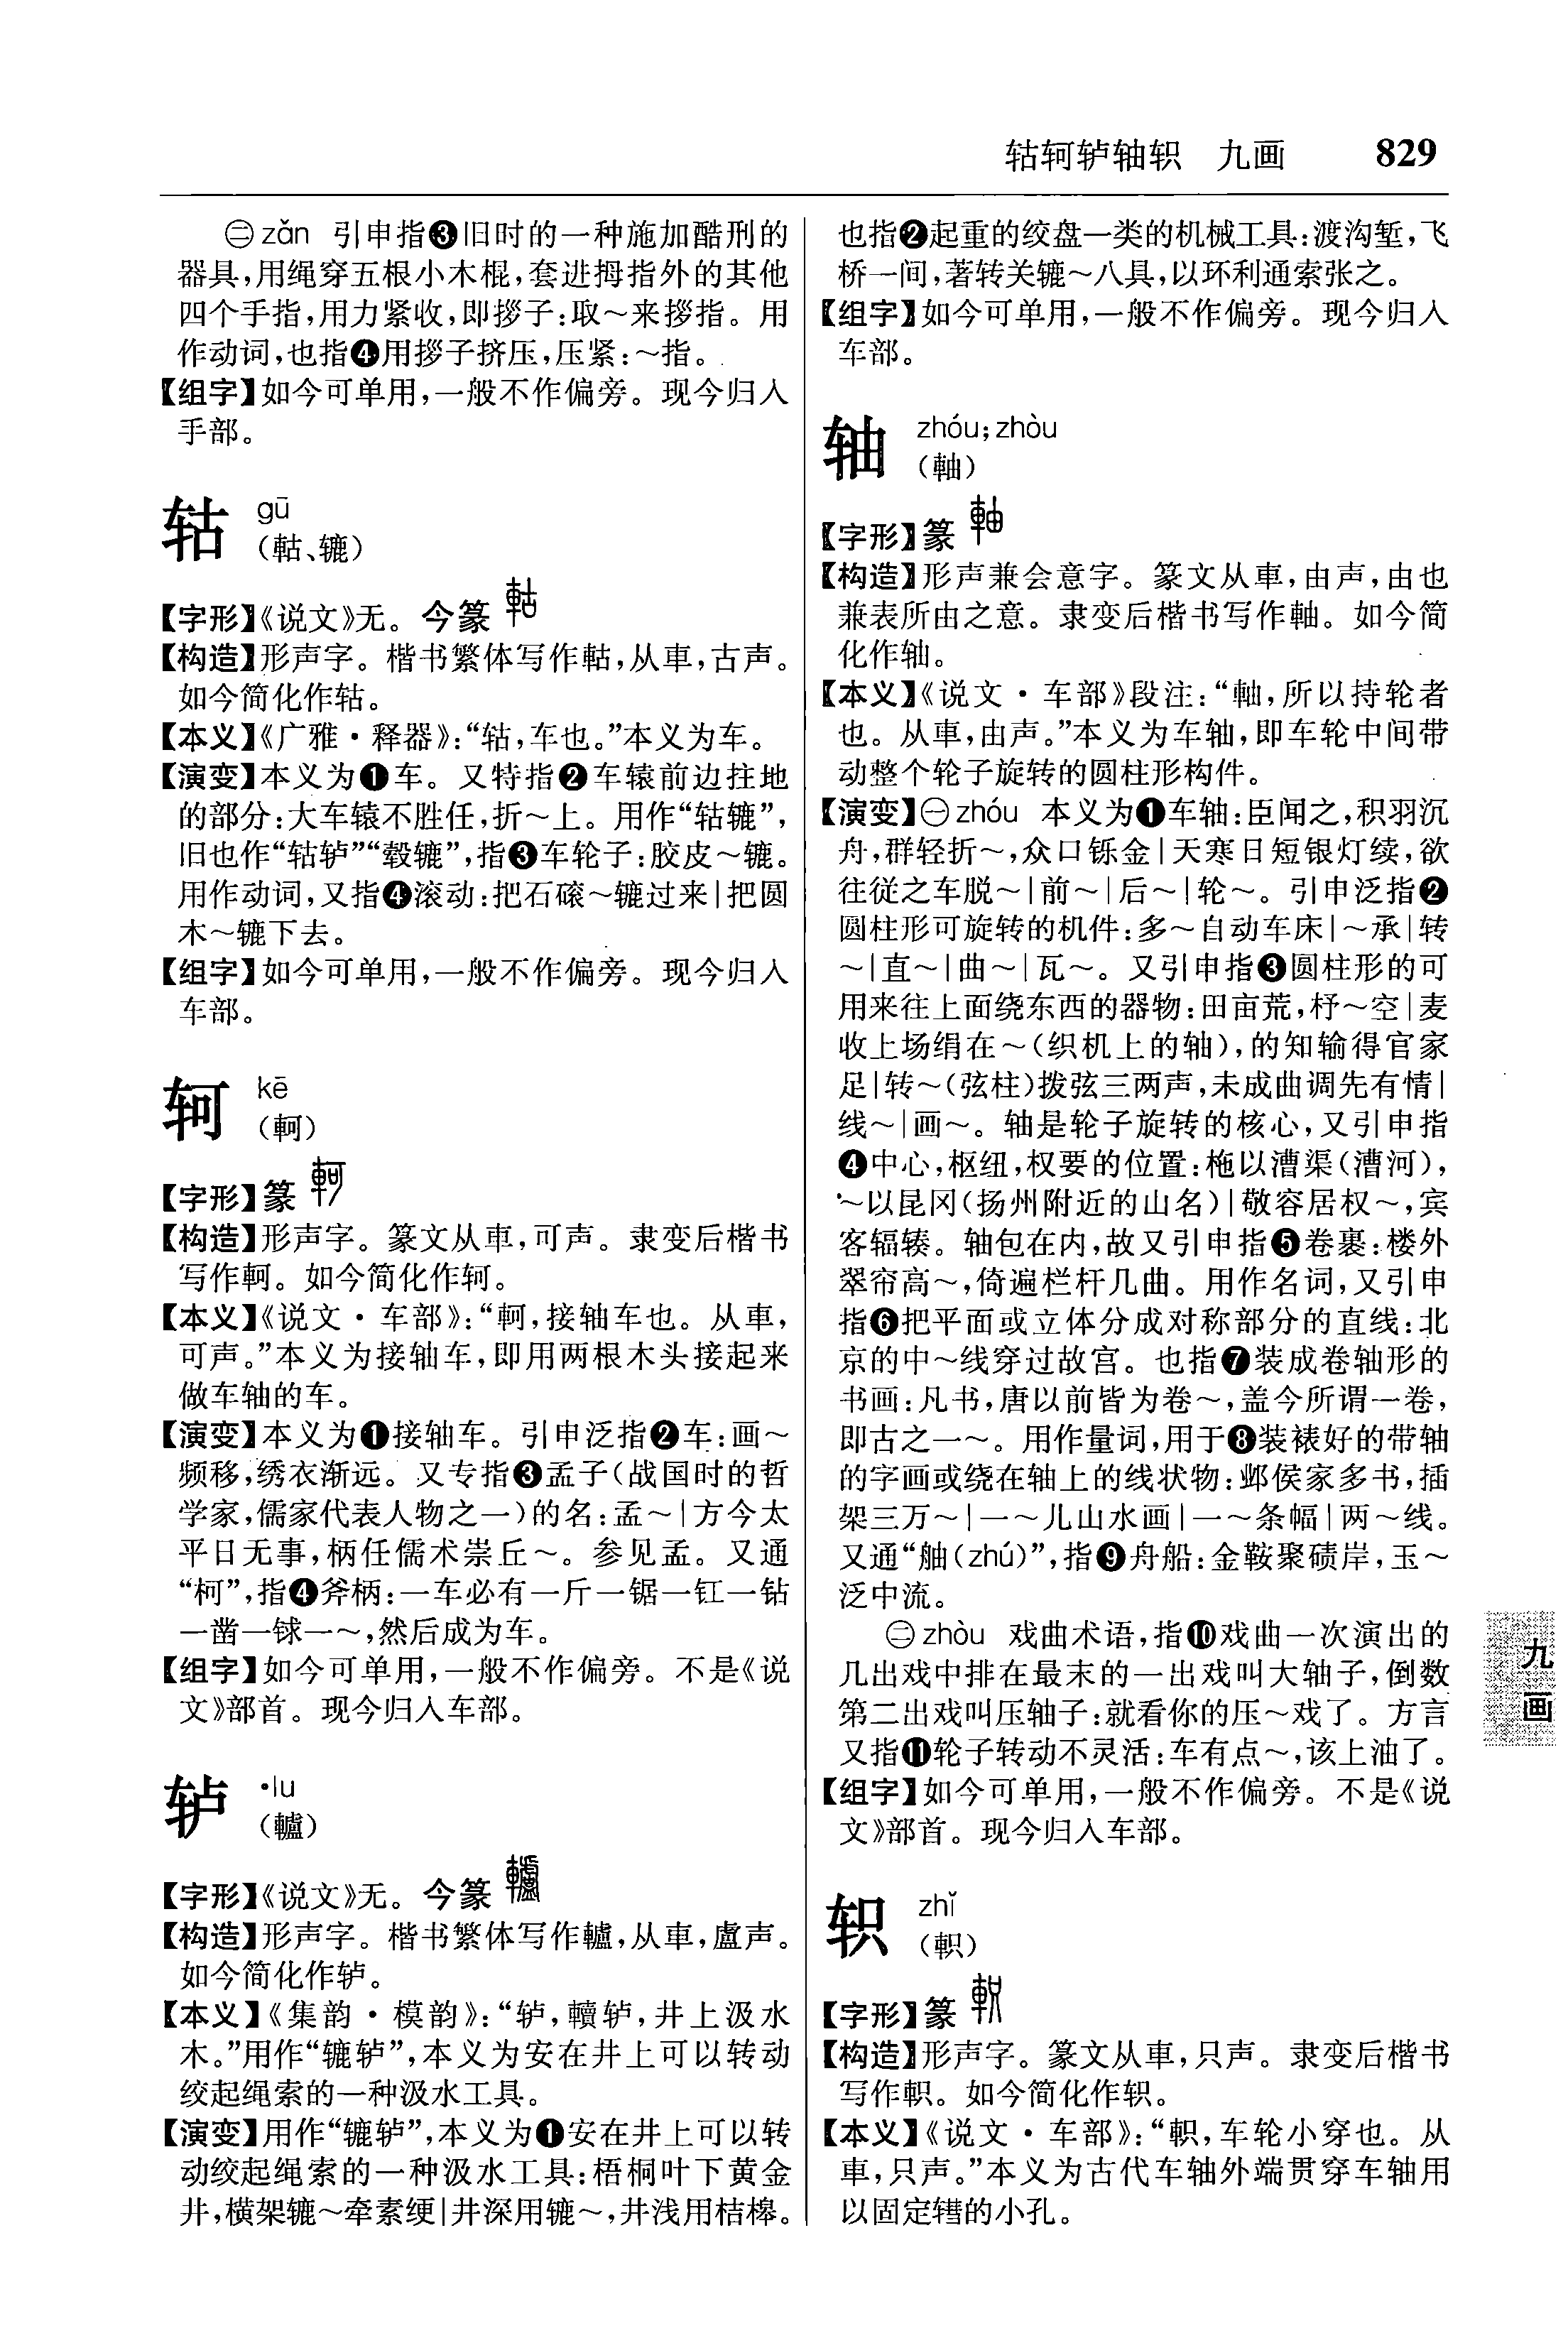 轱轲轳轴轵　九画　829
㊁zǎn　引申指❸旧时的一种施加酷刑的
器具,用绳穿五根小木棍,套进拇指外的其他
四个手指,用力紧收,即拶子:取～来拶指。用
作动词,也指❹用拶子挤压,压紧:～指。
【组字】如今可单用,一般不作偏旁。现今归入
手部。
轱 gū
(軲、辘)
【字形】《说文》无。今篆 軲
【构造】形声字。楷书繁体写作軲,从車,古声。
如今简化作轱。
【本义】《广雅·释器》:“轱,车也。”本义为车。
【演变】本义为❶车。又特指❷车辕前边拄地
的部分:大车辕不胜任,折～上。用作“轱辘”,
旧也作“轱轳”“毂辘”,指❸车轮子:胶皮～辘。
用作动词,又指❹滚动:把石磙～辘过来|把圆
木～辘下去。
【组字】如今可单用,一般不作偏旁。现今归入
车部。
轲 kē
(軻)
【字形】篆 軻
【构造】形声字。篆文从車,可声。隶变后楷书
写作軻。如今简化作轲。
【本义】《说文·车部》:“軻,接轴车也。从車,
可声。”本义为接轴车,即用两根木头接起来
做车轴的车。
【演变】本义为❶接轴车。引申泛指❷车:画～
频移,绣衣渐远。又专指❸孟子(战国时的哲
学家,儒家代表人物之一)的名:孟～|方今太
平日无事,柄任儒术崇丘～。参见孟。又通
“柯”,指❹斧柄:一车必有一斤一锯一釭一钻
一凿一銶一～,然后成为车。
【组字】如今可单用,一般不作偏旁。不是《说
文》部首。现今归入车部。
轳 ·lu
(轤)
【字形】《说文》无。今篆 轤
【构造】形声字。楷书繁体写作轤,从車,盧声。
如今简化作轳。
【本义】《集韵·模韵》:“轳,轒轳,井上汲水
木。”用作“辘轳”,本义为安在井上可以转动
绞起绳索的一种汲水工具。
【演变】用作“辘轳”,本义为❶安在井上可以转
动绞起绳索的一种汲水工具:梧桐叶下黄金
井,横架辘～牵素绠|井深用辘～,井浅用桔槔。
也指❷起重的绞盘一类的机械工具:渡沟堑,飞
桥一间,著转关辘～八具,以环利通索张之。
【组字】如今可单用,一般不作偏旁。现今归入
车部。
轴 zhóu;zhòu
(軸)
【字形】篆 軸
【构造】形声兼会意字。篆文从車,由声,由也
兼表所由之意。隶变后楷书写作軸。如今简
化作轴。
【本义】《说文·车部》段注:“軸,所以持轮者
也。从車,由声。”本义为车轴,即车轮中间带
动整个轮子旋转的圆柱形构件。
【演变】㊀zhóu　本义为❶车轴:臣闻之,积羽沉
舟,群轻折～,众口铄金|天寒日短银灯续,欲
往从之车脱～|前～|后～|轮～。引申泛指❷
圆柱形可旋转的机件:多～自动车床|～承|转
～|直～|曲～|瓦～。又引申指❸圆柱形的可
用来往上面绕东西的器物:田亩荒,杼～空|麦
收上场绢在～(织机上的轴),的知输得官家
足|转～(弦柱)拨弦三两声,未成曲调先有情|
线～|画～。轴是轮子旋转的核心,又引申指
❹中心,枢纽,权要的位置:柂以漕渠(漕河),
～以昆冈(扬州附近的山名)|敬容居权～,宾
客辐辏。轴包在内,故又引申指❺卷裹:楼外
翠帘高～,倚遍栏杆几曲。用作名词,又引申
指❻把平面或立体分成对称部分的直线:北
京的中～线穿过故宫。也指❼装成卷轴形的
书画:凡书,唐以前皆为卷～,盖今所谓一卷,
即古之一～。用作量词,用于❽装裱好的带轴
的字画或绕在轴上的线状物:邺侯家多书,插
架三万～|一～儿山水画|一～条幅|两～线。
又通“舳(zhú)”,指❾舟船:金鞍聚碛岸,玉～
泛中流。
㊁zhòu　戏曲术语,指❿戏曲一次演出的
几出戏中排在最末的一出戏叫大轴子,倒数
第二出戏叫压轴子:就看你的压～戏了。方言
又指⓫轮子转动不灵活:车有点～,该上油了。
【组字】如今可单用,一般不作偏旁。不是《说
文》部首。现今归入车部。
轵 zhǐ
(軹)
【字形】篆 軹
【构造】形声字。篆文从車,只声。隶变后楷书
写作軹。如今简化作轵。
【本义】《说文·车部》:“軹,车轮小穿也。从
車,只声。”本义为古代车轴外端贯穿车轴用
以固定辖的小孔。
九画